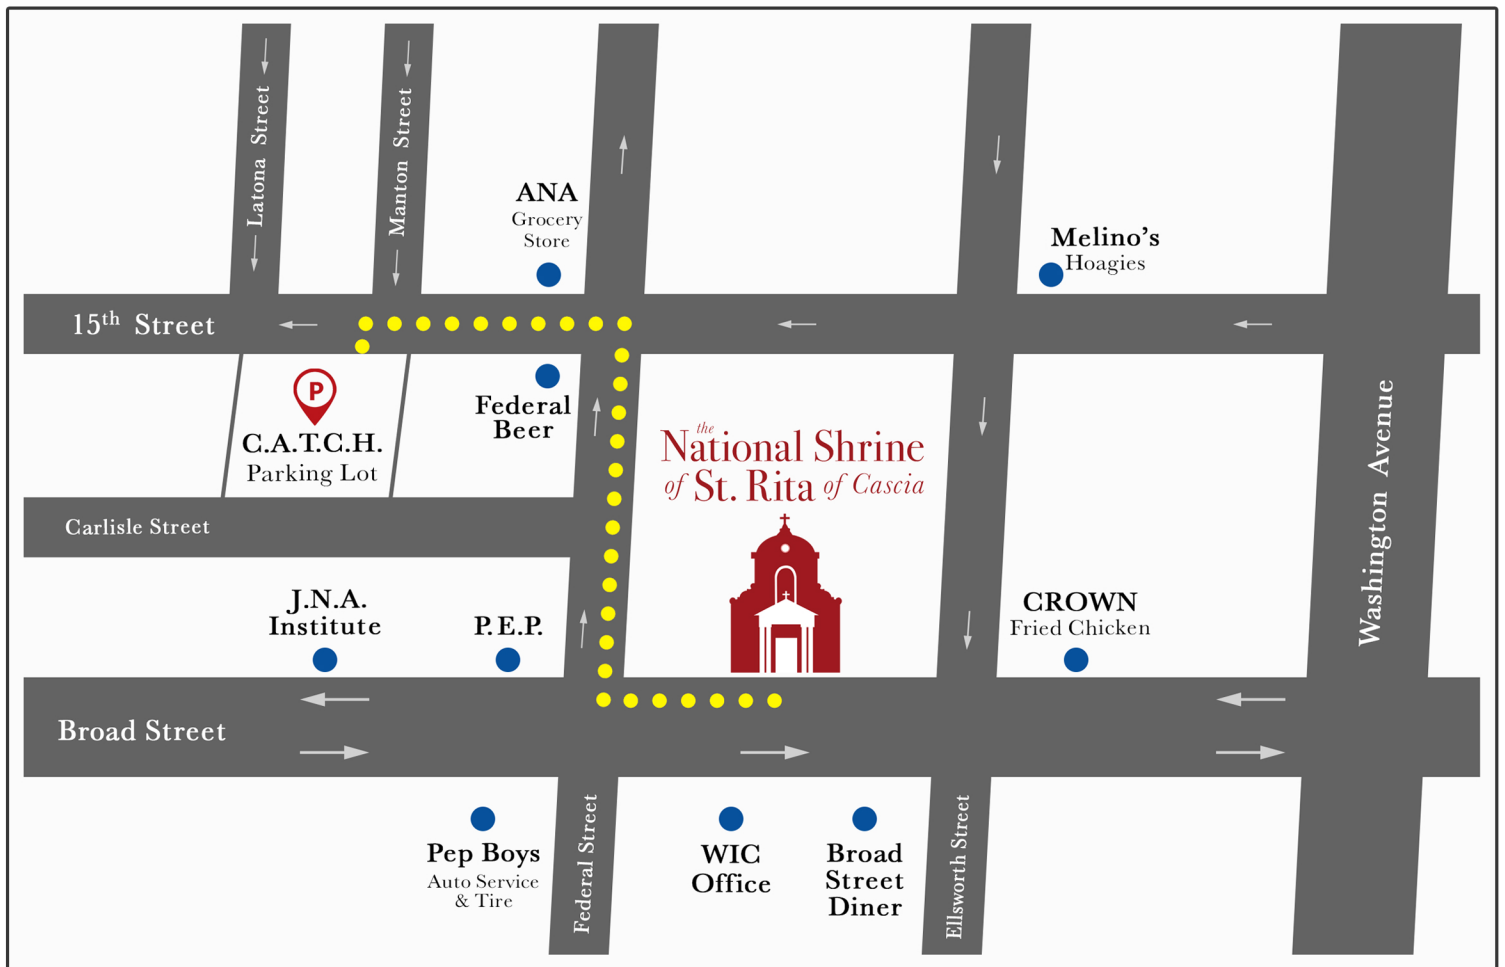 Latona Street
Manton Street
ANA
Grocery
Store
Melino’s
Hoagies
15th Street
P
C.A.T.C.H.
Parking Lot
Federal
Beer
the
National Shrine
of St. Rita of Cascia
Washington Avenue
Carlisle Street
J.N.A.
Institute
P.E.P.
CROWN
Fried Chicken
Broad Street
Pep Boys
Auto Service
& Tire
Federal Street
WIC
Office
Broad
Street
Diner
Ellsworth Street